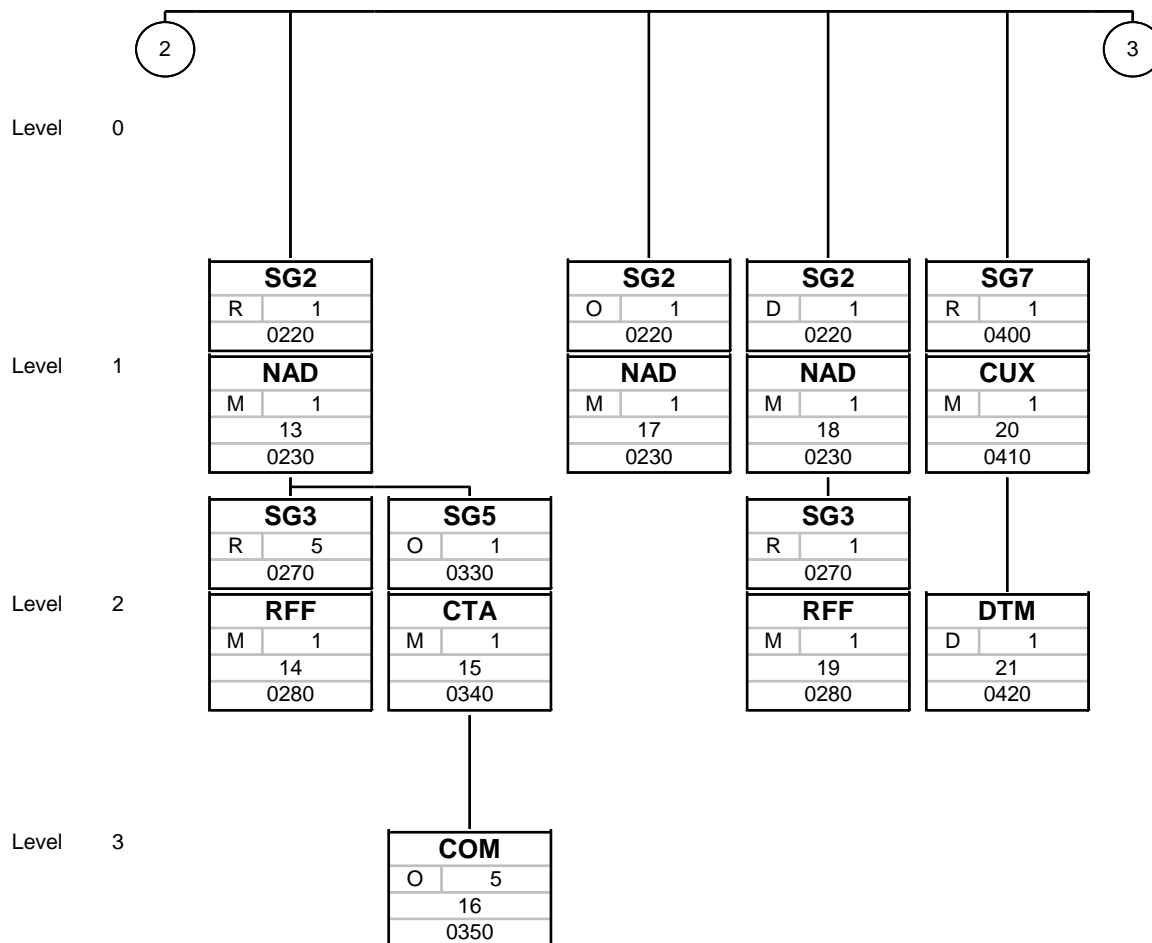 2 3
Level 0
SG2 SG2 SG2 SG7
R 1 O 1 D 1 R 1
0220 0220 0220 0400
Level 1
NAD NAD NAD CUX
M 1 M 1 M 1 M 1
13 17 18 20
0230 0230 0230 0410
SG3 SG5 SG3
R 5 O 1 R 1
0270 0330 0270
Level 2
RFF CTA RFF DTM
M 1 M 1 M 1 D 1
14 15 19 21
0280 0340 0280 0420
Level 3
COM
O 5
16
0350